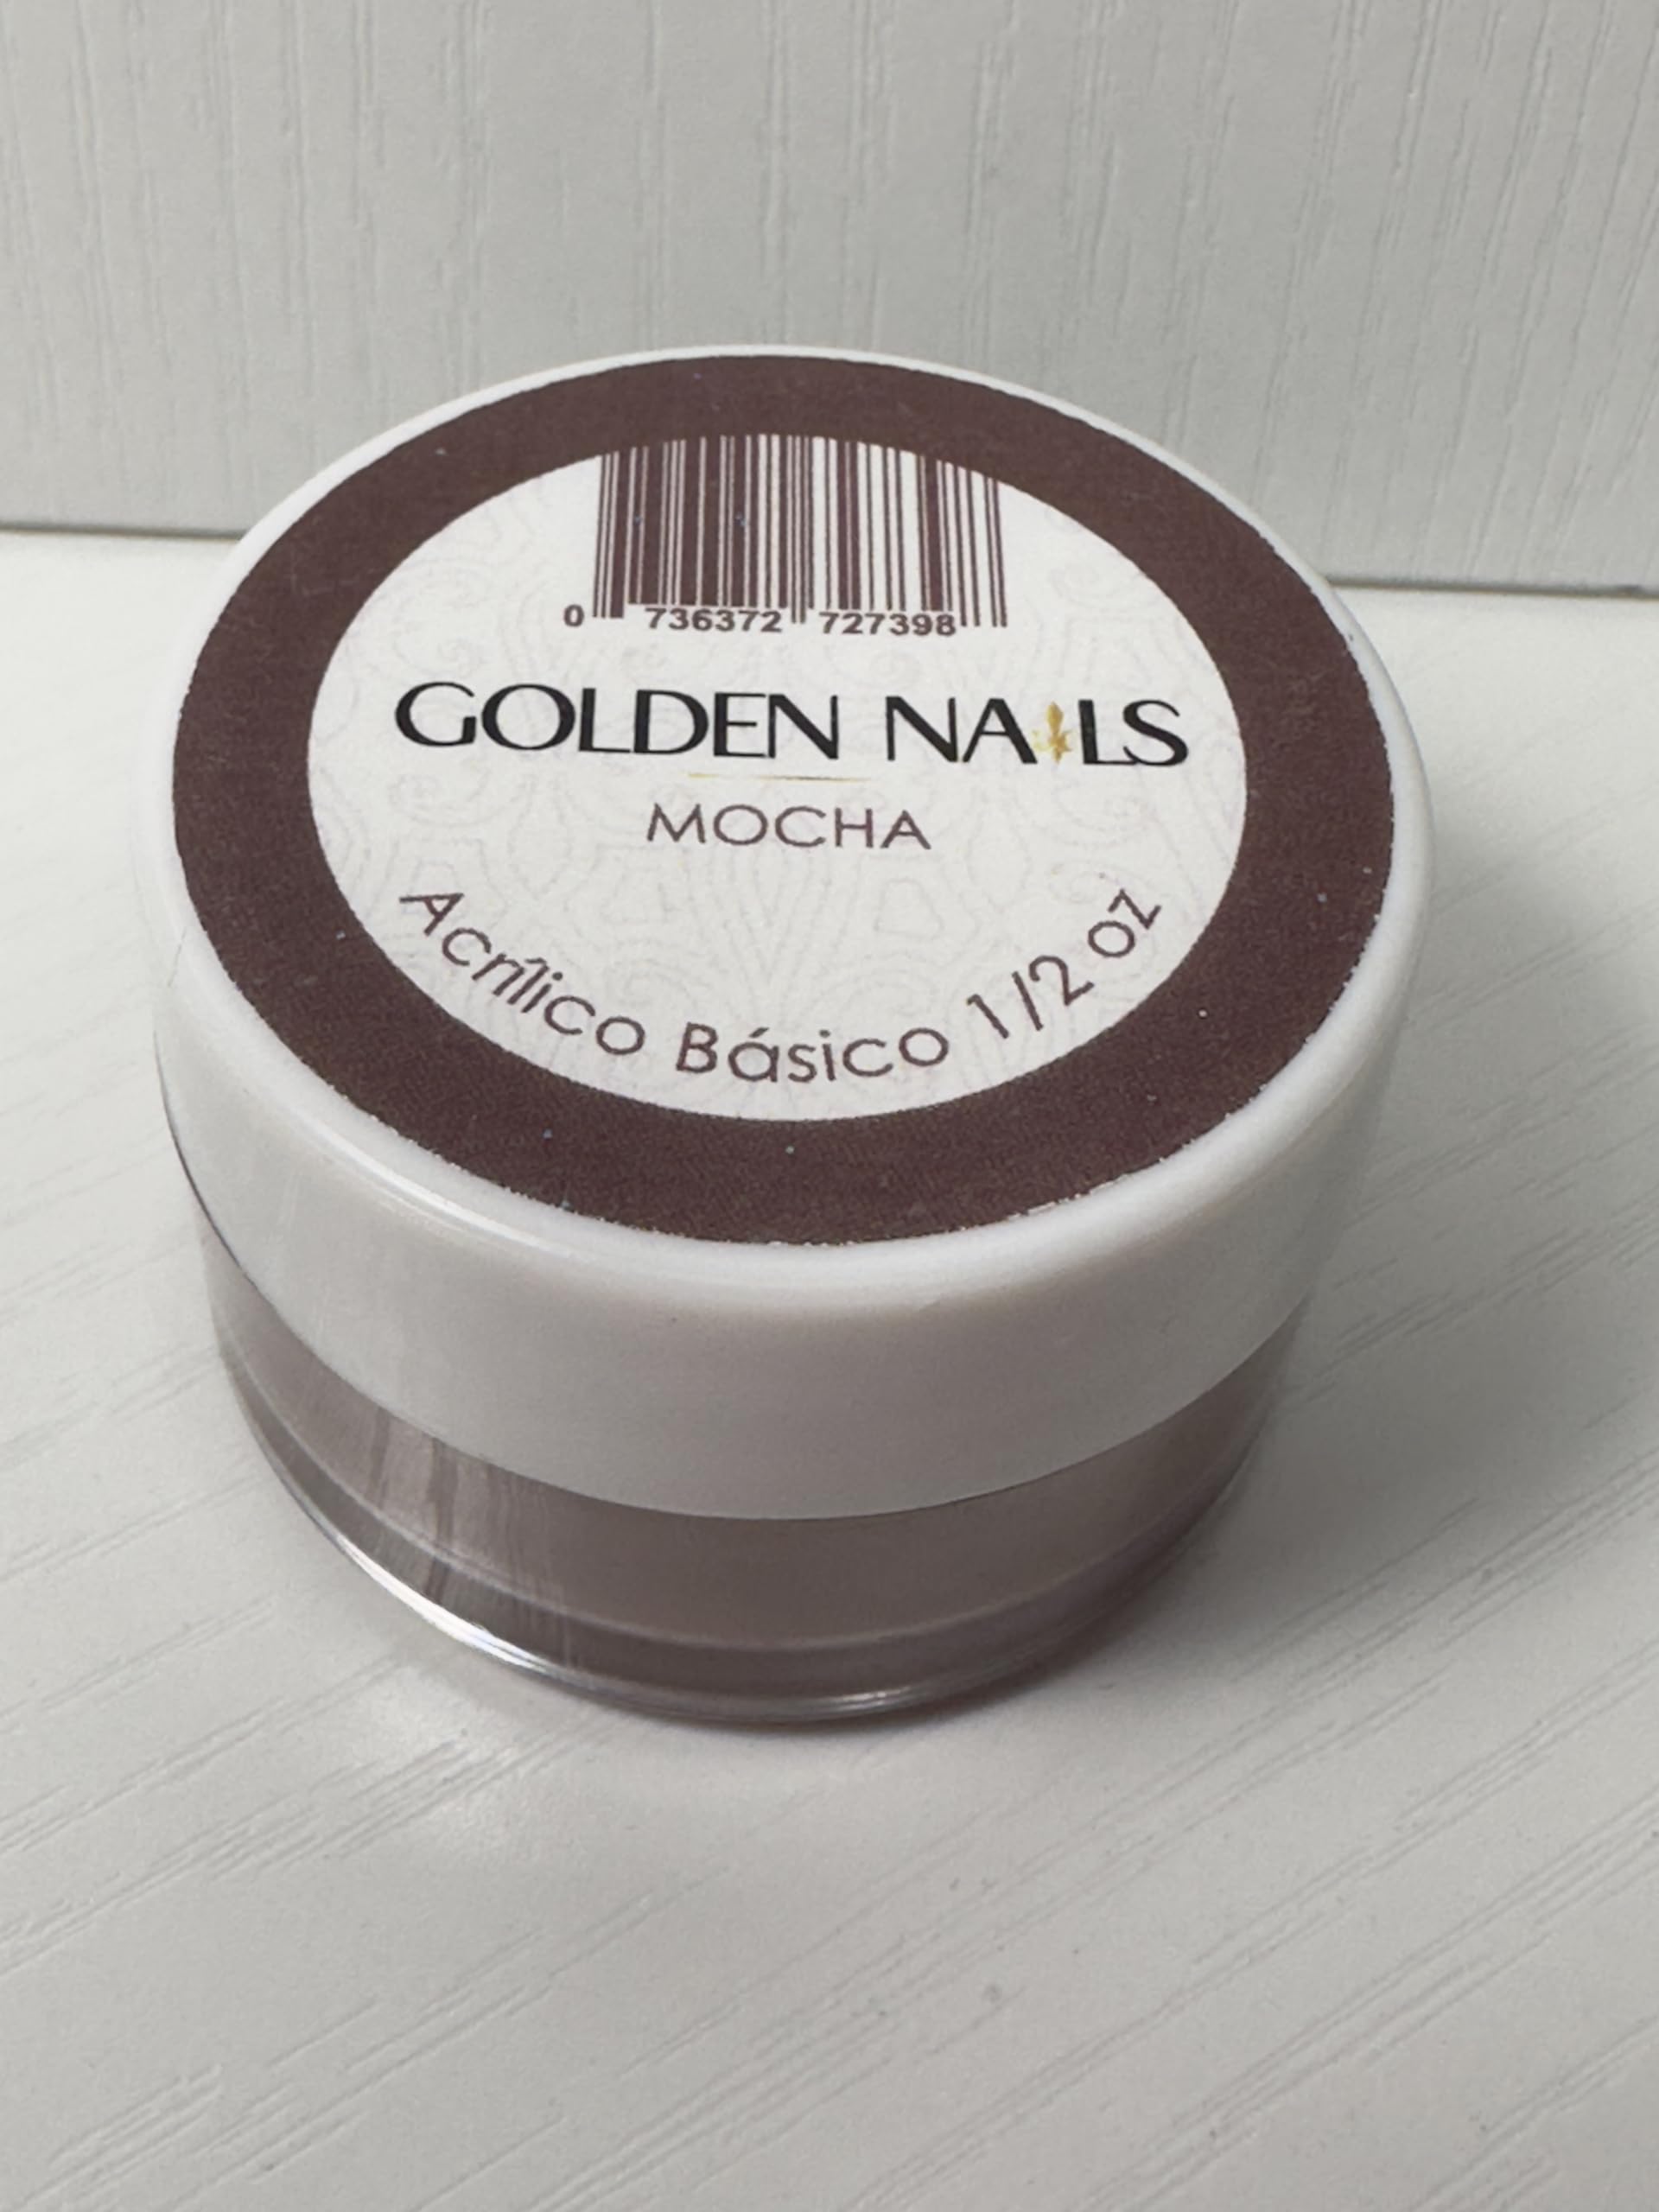 0 736372 727398
GOLDEN NAILS
MOCHA
Acrílico Básico 1/2 oz